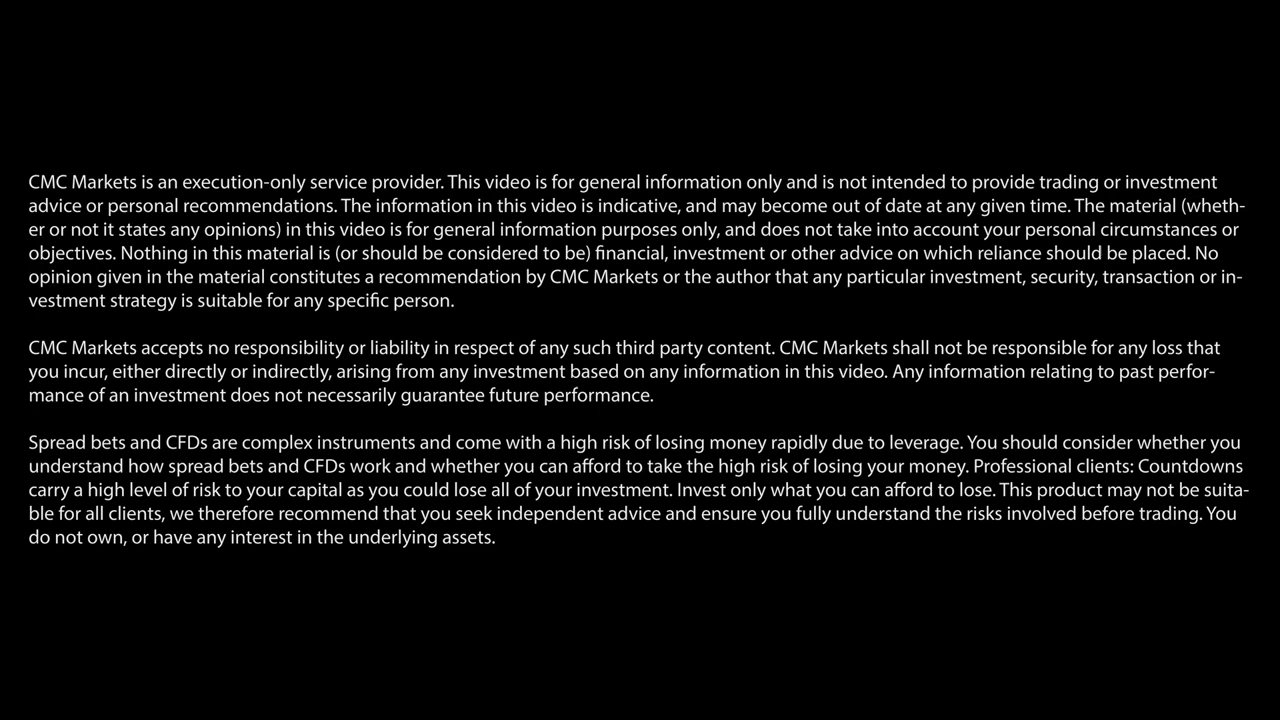 CMC Markets is an execution-only service provider. This video is for general information only and is not intended to provide trading or investment
advice or personal recommendations. The information in this video is indicative, and may become out of date at any given time. The material (wheth-
er or not it states any opinions) in this video is for general information purposes only, and does not take into account your personal circumstances or
objectives. Nothing in this material is (or should be considered to be) financial, investment or other advice on which reliance should be placed. No
opinion given in the material constitutes a recommendation by CMC Markets or the author that any particular investment, security, transaction or in-
vestment strategy is suitable for any specific person.
CMC Markets accepts no responsibility or liability in respect of any such third party content. CMC Markets shall not be responsible for any loss that
you incur, either directly or indirectly, arising from any investment based on any information in this video. Any information relating to past perfor-
mance of an investment does not necessarily guarantee future performance.
Spread bets and CFDs are complex instruments and come with a high risk of losing money rapidly due to leverage. You should consider whether you
understand how spread bets and CFDs work and whether you can afford to take the high risk of losing your money. Professional clients: Countdowns
carry a high level of risk to your capital as you could lose all of your investment. Invest only what you can afford to lose. This product may not be suita-
ble for all clients, we therefore recommend that you seek independent advice and ensure you fully understand the risks involved before trading. You
do not own, or have any interest in the underlying assets.